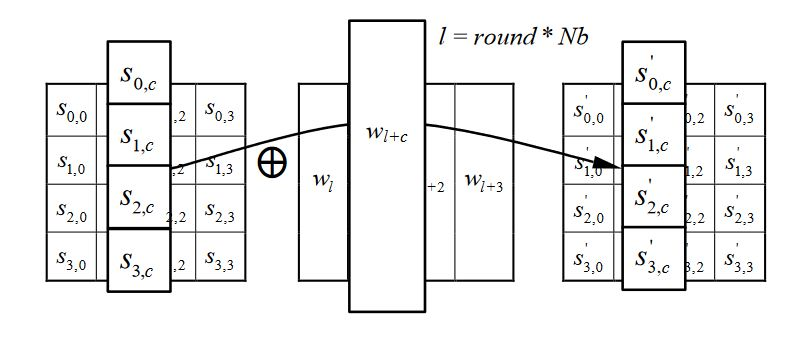 l = round * Nb
s0,c s'0,c
s0,0 ,2 s0,3 s'0,0 0,2 s'0,3
s1,c wl+c s'1,c
s1,0 ,2 s1,3 ⊕ s'1,0 1,2 s'1,3
wl +2 wl+3
s2,c s'2,c
s2,0 2,2 s2,3 s'2,0 2,2 s'2,3
s3,c s'3,c
s3,0 ,2 s3,3 s'3,0 3,2 s'3,3